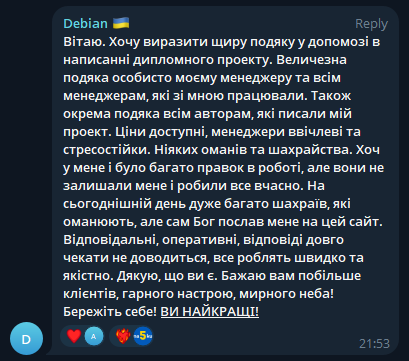 Debian 🇺🇦 Reply
Вітаю. Хочу виразити щиру подяку у допомозі в
написанні дипломного проекту. Величезна
подяка особисто моєму менеджеру та всім
менеджерам, які зі мною працювали. Також
окрема подяка всім авторам, які писали мій
проект. Ціни доступні, менеджери ввічлеві та
стресостійки. Ніяких оманів та шахрайства. Хоч
у мене і було багато правок в роботі, але вони не
залишали мене і робили все вчасно. На
сьогоднішній день дуже багато шахраїв, які
оманюють, але сам Бог послав мене на цей сайт.
Відповідальні, оперативні, відповіді довго
чекати не доводиться, все роблять швидко та
якістно. Дякую, що ви є. Бажаю вам побільше
клієнтів, гарного настрою, мирного неба!
Бережіть себе! ВИ НАЙКРАЩІ!
D ❤️ A на5ku 21:53